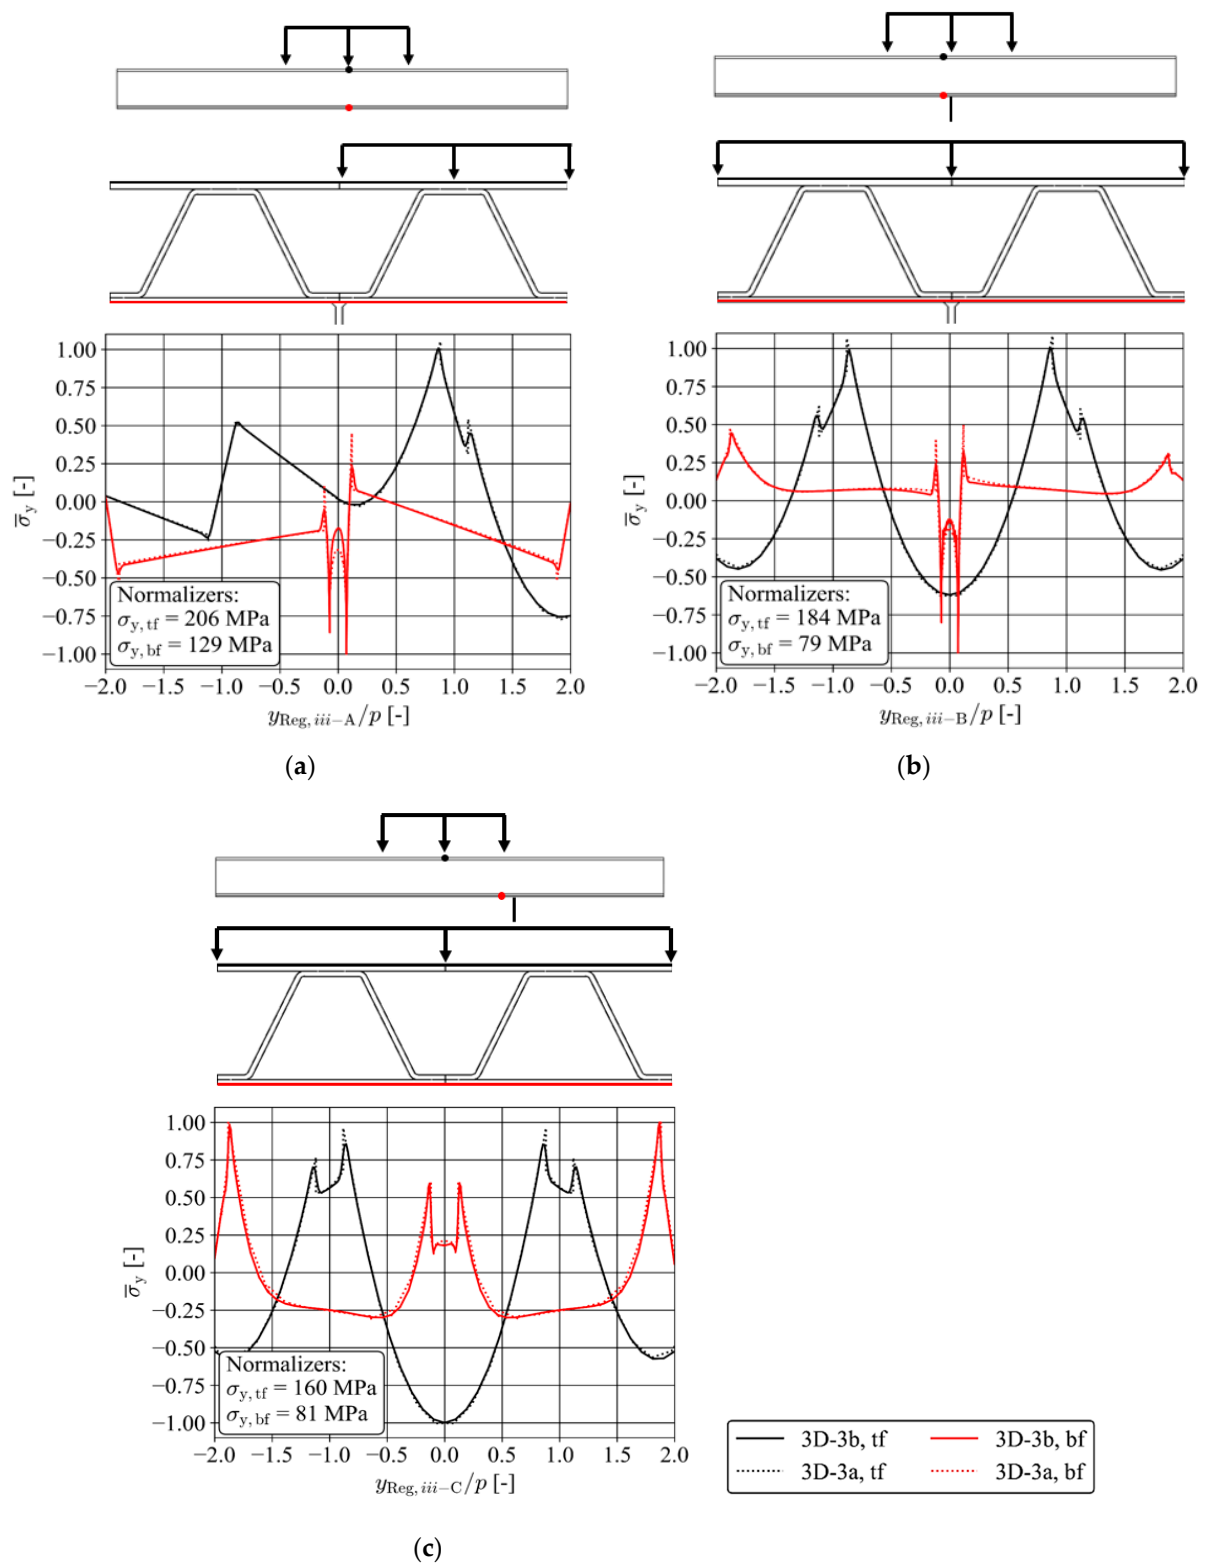 1.00
0.75
0.50
0.25
0.00
−0.25
−0.50
−0.75
−1.00
σ̿y [-]
Normalizers:
σy, tf = 206 MPa
σy, bf = 129 MPa
−2.0 −1.5 −1.0 −0.5 0.0 0.5 1.0 1.5 2.0
yReg, iii−A/p [-]
(a)
1.00
0.75
0.50
0.25
0.00
−0.25
−0.50
−0.75
−1.00
σ̿y [-]
Normalizers:
σy, tf = 184 MPa
σy, bf = 79 MPa
−2.0 −1.5 −1.0 −0.5 0.0 0.5 1.0 1.5 2.0
yReg, iii−B/p [-]
(b)
1.00
0.75
0.50
0.25
0.00
−0.25
−0.50
−0.75
−1.00
σ̿y [-]
Normalizers:
σy, tf = 160 MPa
σy, bf = 81 MPa
−2.0 −1.5 −1.0 −0.5 0.0 0.5 1.0 1.5 2.0
yReg, iii−C/p [-]
(c)
3D-3b, tf 3D-3b, bf
3D-3a, tf 3D-3a, bf